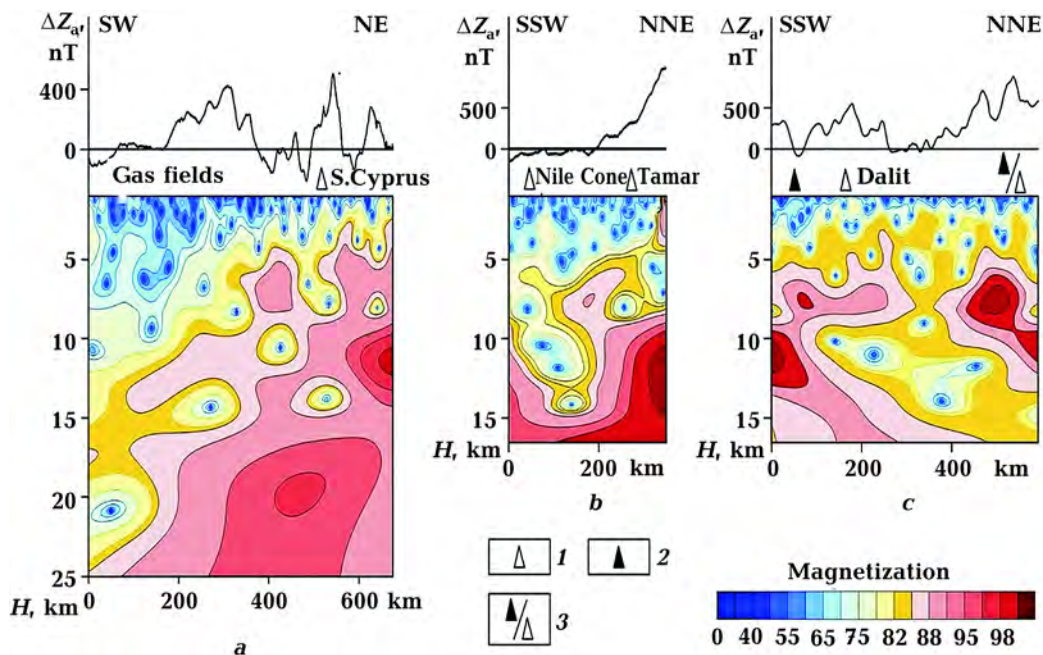 ΔZa, nT SW NE
400
0
Gas fields S.Cyprus
5
10
15
20
25
H, km 0 200 400 600 km
a
ΔZa, nT SSW NNE
500
0
Nile Cone Tamar
5
10
15
H, km 0 200 km
b
ΔZa, nT SSW NNE
500
0
Dalit
5
10
15
H, km 0 200 400 km
c
1 2
3
Magnetization
0 40 55 65 75 82 88 95 98